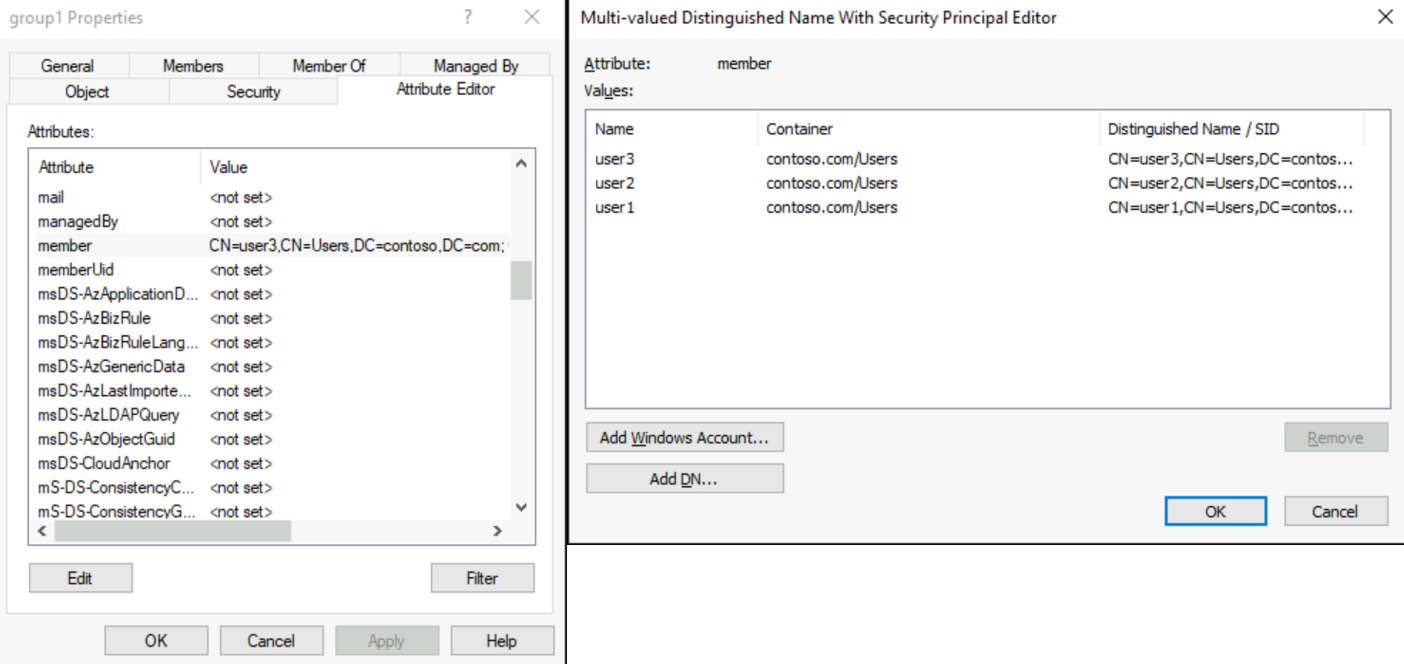 group1 Properties
?
General Members Member Of Managed By
Object Security Attribute Editor
Attributes:
Attribute Value
mail <not set>
managedBy <not set>
member CN=user3,CN=Users,DC=contoso,DC=com;
memberUid <not set>
msDS-AzApplicationD... <not set>
msDS-AzBizRule <not set>
msDS-AzBizRuleLang... <not set>
msDS-AzGenericData <not set>
msDS-AzLastImporte... <not set>
msDS-AzLDAPQuery <not set>
msDS-AzObjectGuid <not set>
msDS-CloudAnchor <not set>
mS-DS-ConsistencyC... <not set>
mS-DS-ConsistencyG... <not set>
Edit Filter
OK Cancel Apply Help
Multi-valued Distinguished Name With Security Principal Editor
Attribute: member
Values:
Name Container Distinguished Name / SID
user3 contoso.com/Users CN=user3,CN=Users,DC=contos...
user2 contoso.com/Users CN=user2,CN=Users,DC=contos...
user1 contoso.com/Users CN=user1,CN=Users,DC=contos...
Add Windows Account... Remove
Add DN...
OK Cancel